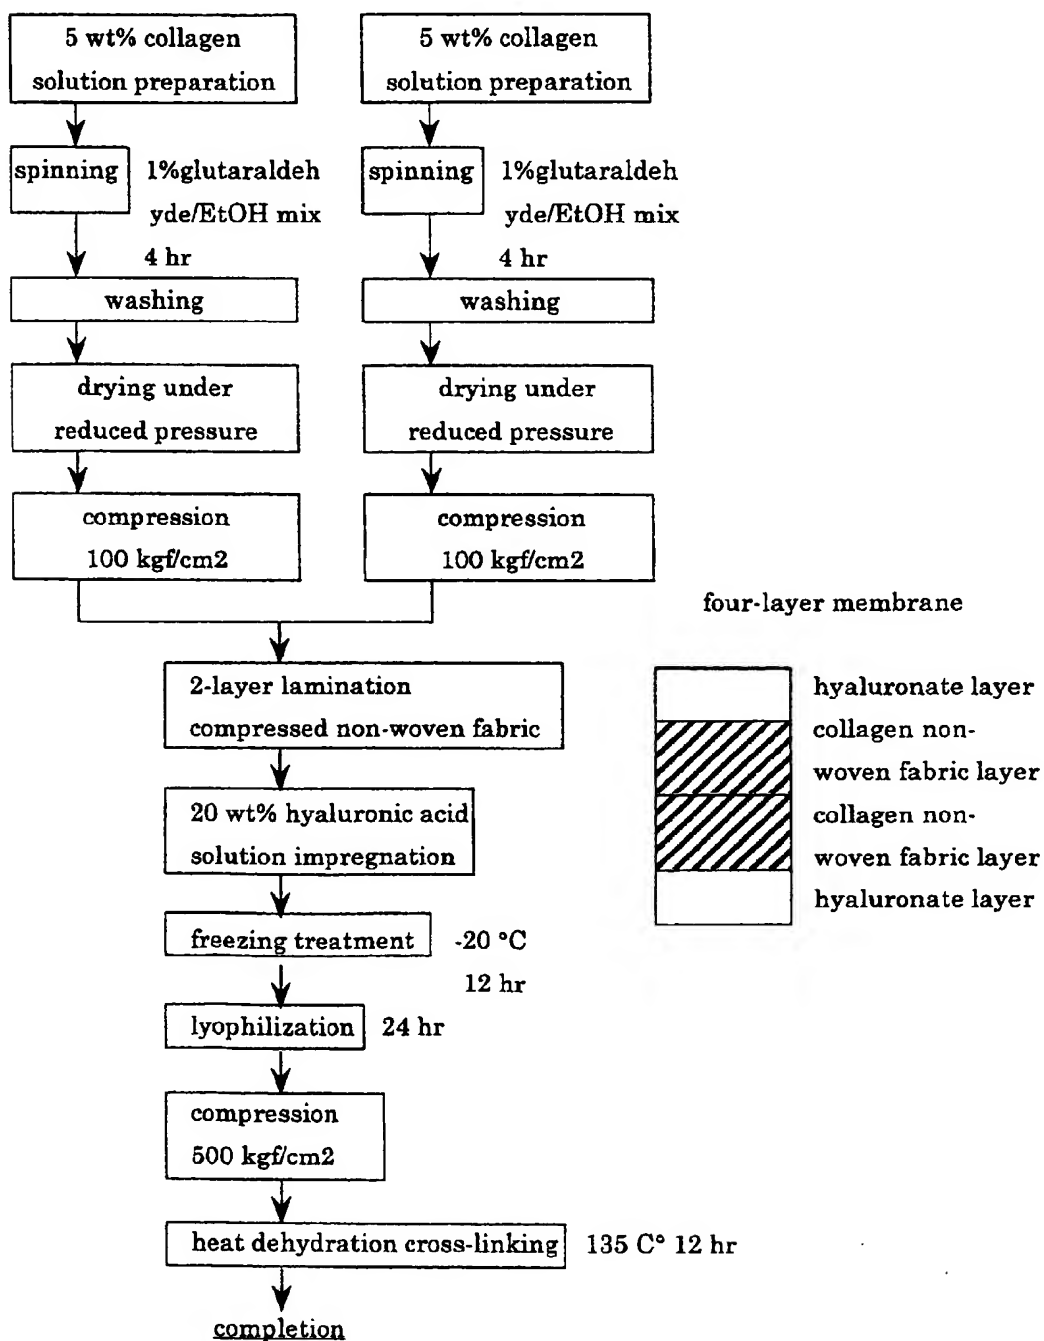 5 wt% collagen
solution preparation
5 wt% collagen
solution preparation
spinning
1%glutaraldeh
yde/EtOH mix
4 hr
spinning
1%glutaraldeh
yde/EtOH mix
4 hr
washing
washing
drying under
reduced pressure
drying under
reduced pressure
compression
100 kgf/cm2
compression
100 kgf/cm2
four-layer membrane
hyaluronate layer
collagen non-
woven fabric layer
collagen non-
woven fabric layer
hyaluronate layer
2-layer lamination
compressed non-woven fabric
20 wt% hyaluronic acid
solution impregnation
freezing treatment
-20 °C
12 hr
lyophilization
24 hr
compression
500 kgf/cm2
heat dehydration cross-linking
135 C° 12 hr
completion